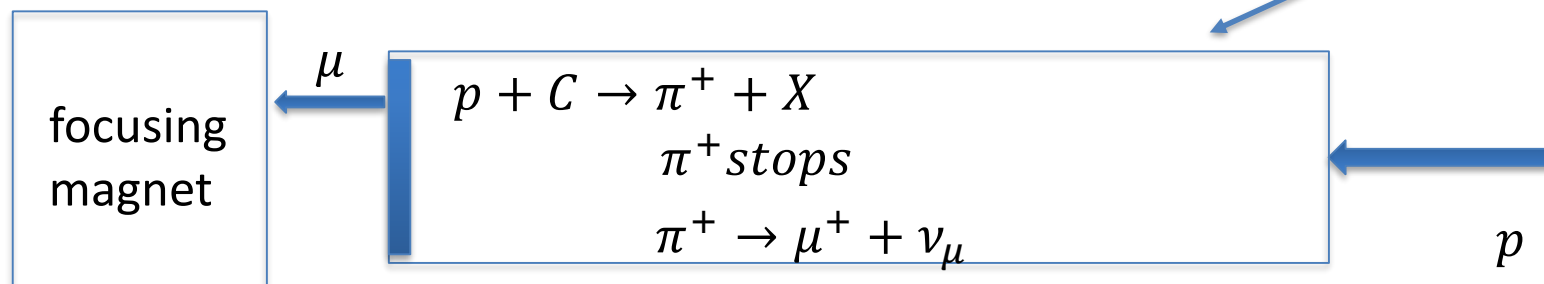 μ
p + C → π⁺ + X
focusing
magnet
π⁺stops
π⁺ → μ⁺ + ν_μ
p